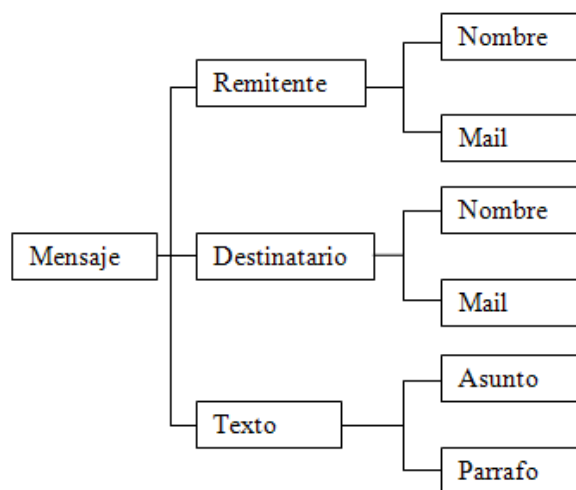 Mensaje
Remitente
Nombre
Mail
Destinatario
Nombre
Mail
Texto
Asunto
Parrafo